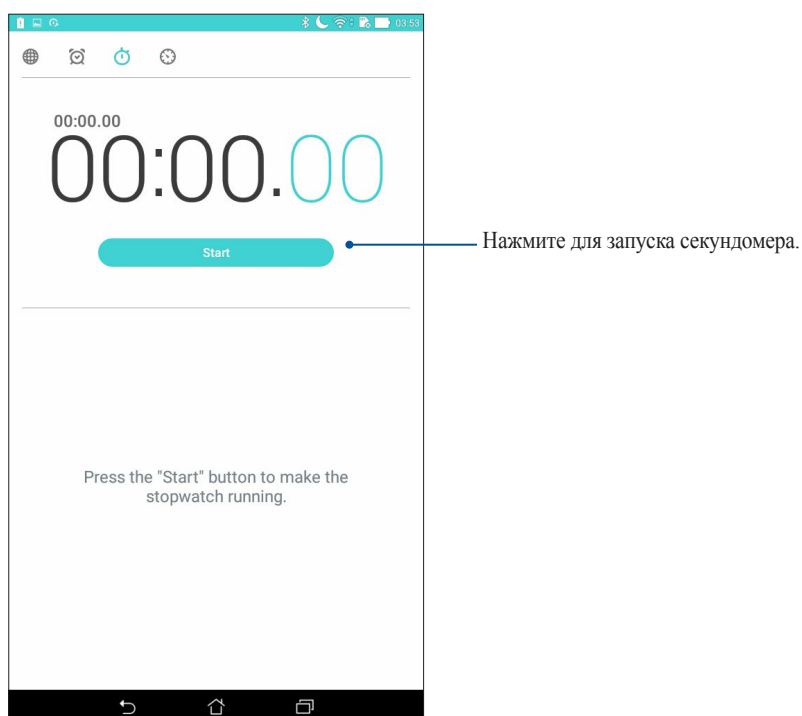 03:53
00:00.00
00:00.00
Start
Нажмите для запуска секундомера.
Press the "Start" button to make the
stopwatch running.